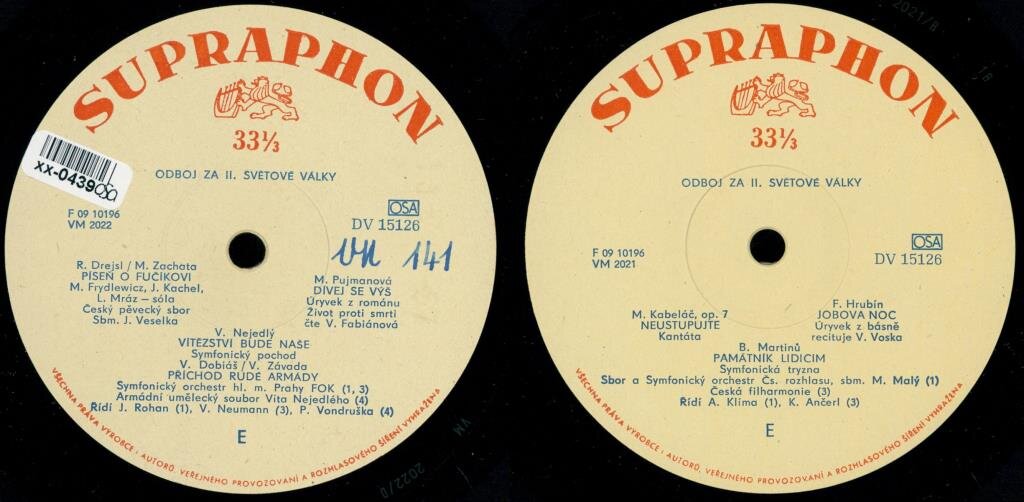 SUPRAPHON
33⅓
xx-0439
OSA
ODBOJ ZA II. SVĚTOVÉ VÁLKY
F 09 10196
VM 2022
OSA
DV 15126
VM 141
R. Drejsl / M. Zachata
PÍSEŇ O FUČÍKOVI
M. Frydlewicz, J. Kachel,
L. Mráz – sóla
Český pěvecký sbor
Sbm. J. Veselka
M. Pujmanová
DÍVEJ SE VÝŠ
Úryvek z románu
Život proti smrti
čte V. Fabiánová
V. Nejedlý
VÍTĚZSTVÍ BUDE NAŠE
Symfonický pochod
V. Dobiáš / V. Závada
PŘÍCHOD RUDÉ ARMÁDY
Symfonický orchestr hl. m. Prahy FOK (1, 3)
Armádní umělecký soubor Víta Nejedlého (4)
Řídí J. Rohan (1), V. Neumann (3), P. Vondruška (4)
E
VŠECHNA PRÁVA VÝROBCE I AUTORŮ, VEŘEJNÉHO PROVOZOVÁNÍ A ROZHLASOVÉHO ŠÍŘENÍ VYHRAŽENA
VM
2022/B
SUPRAPHON
33⅓
2021/B
ODBOJ ZA II. SVĚTOVÉ VÁLKY
F 09 10196
VM 2021
OSA
DV 15126
M. Kabeláč, op. 7
NEUSTUPUJTE
Kantáta
F. Hrubín
JOBOVA NOC
Úryvek z básně
recituje V. Voska
B. Martinů
PAMÁTNÍK LIDICÍM
Symfonická tryzna
Sbor a Symfonický orchestr Čs. rozhlasu, sbm. M. Malý (1)
Česká filharmonie (3)
Řídí A. Klíma (1), K. Ančerl (3)
E
VŠECHNA PRÁVA VÝROBCE I AUTORŮ, VEŘEJNÉHO PROVOZOVÁNÍ A ROZHLASOVÉHO ŠÍŘENÍ VYHRAŽENA